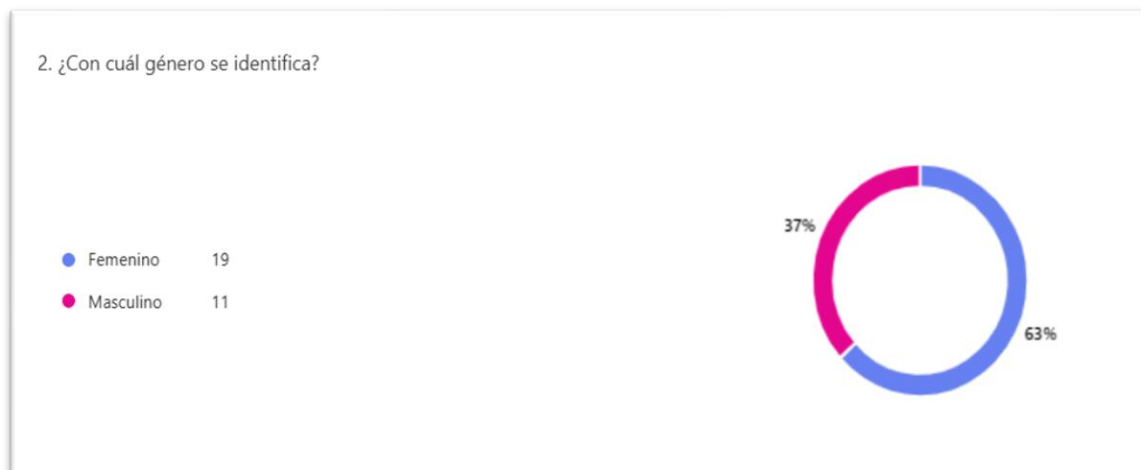 2. ¿Con cuál género se identifica?
Femenino 19
Masculino 11
37%
63%